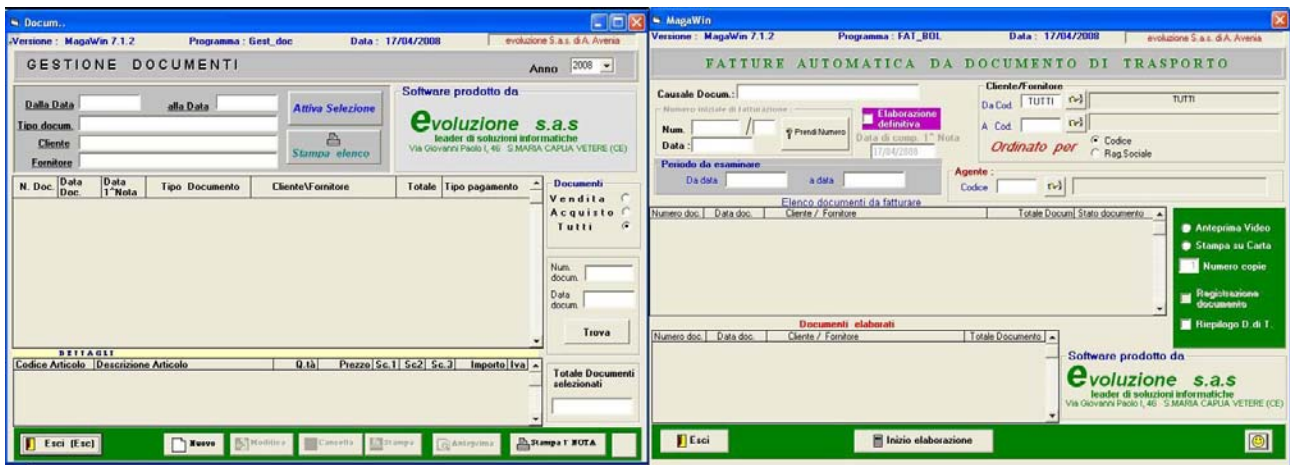 Docum..
Versione : MagaWin 7.1.2 Programma : Gest_doc Data : 17/04/2008 evoluzione S.a.s. di A. Avenia
GESTIONE DOCUMENTI Anno 2008
Dalla Data alla Data Attiva Selezione
Tipo docum.
Cliente Stampa elenco
Fornitore
Software prodotto da
evoluzione s.a.s
leader di soluzioni informatiche
Via Giovanni Paolo I, 46 S.MARIA CAPUA VETERE (CE)
N. Doc. Data Doc. Data 1^Nota Tipo Documento Cliente\Fornitore Totale Tipo pagamento
Documenti
Vendita
Acquisto
Tutti
Num. docum.
Data docum.
Trova
DETTAGLI
Codice Articolo Descrizione Articolo Q.tà Prezzo Sc.1 Sc2 Sc.3 Importo Iva
Totale Documenti
selezionati
Esci (Esc) Nuovo Modifica Cancella Stampa Anteprima Stampa 1° NOTA
MagaWin
Versione : MagaWin 7.1.2 Programma : FAT_BOL Data : 17/04/2008 evoluzione S.a.s. di A. Avenia
FATTURE AUTOMATICA DA DOCUMENTO DI TRASPORTO
Causale Docum.:
Numero iniziale di fatturazione :
Num. / Prendi Numero
Data :
Elaborazione
definitiva
Data di comp. 1^ Nota
17/04/2008
Cliente/Fornitore
Da Cod. TUTTI TUTTI
A Cod.
Ordinato per Codice
Rag.Sociale
Periodo da esaminare
Da data a data
Agente :
Codice
Elenco documenti da fatturare
Numero doc. Data doc. Cliente / Fornitore Totale Docum Stato documento
Anteprima Video
Stampa su Carta
1 Numero copie
Registrazione
documento
Riepilogo D.di T.
Documenti elaborati
Numero doc. Data doc. Cliente / Fornitore Totale Documento
Software prodotto da
evoluzione s.a.s
leader di soluzioni informatiche
Via Giovanni Paolo I, 46 S.MARIA CAPUA VETERE (CE)
Esci Inizio elaborazione